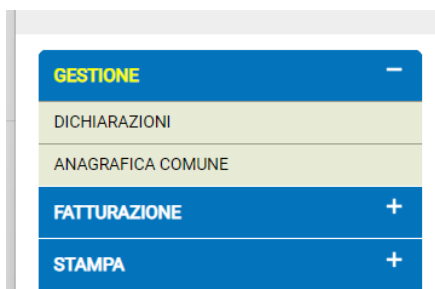 GESTIONE −
DICHIARAZIONI
ANAGRAFICA COMUNE
FATTURAZIONE +
STAMPA +